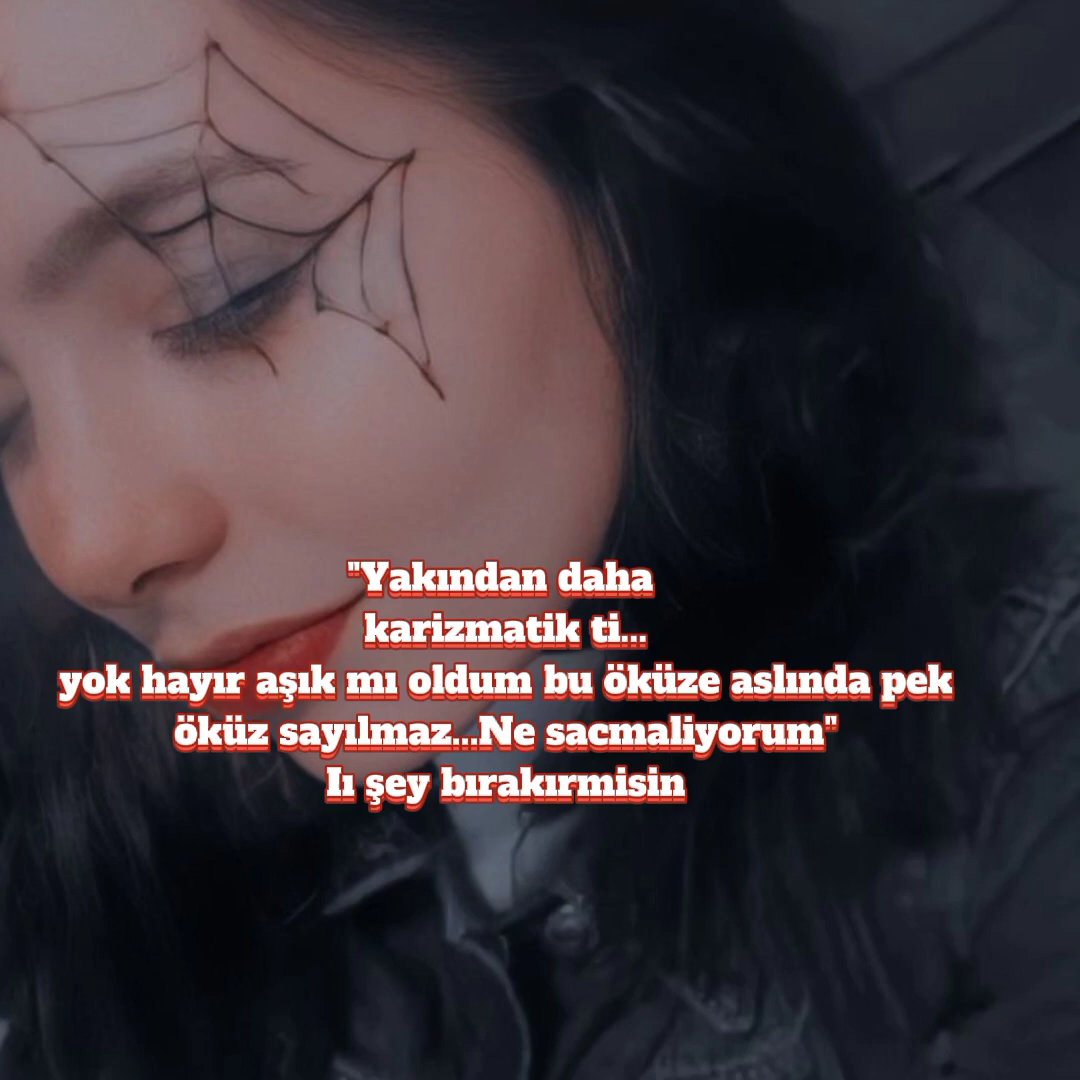 "Yakından daha
karizmatik ti...
yok hayır aşık mı oldum bu öküze aslında pek
öküz sayılmaz...Ne sacmaliyorum"
Iı şey bırakırmisin